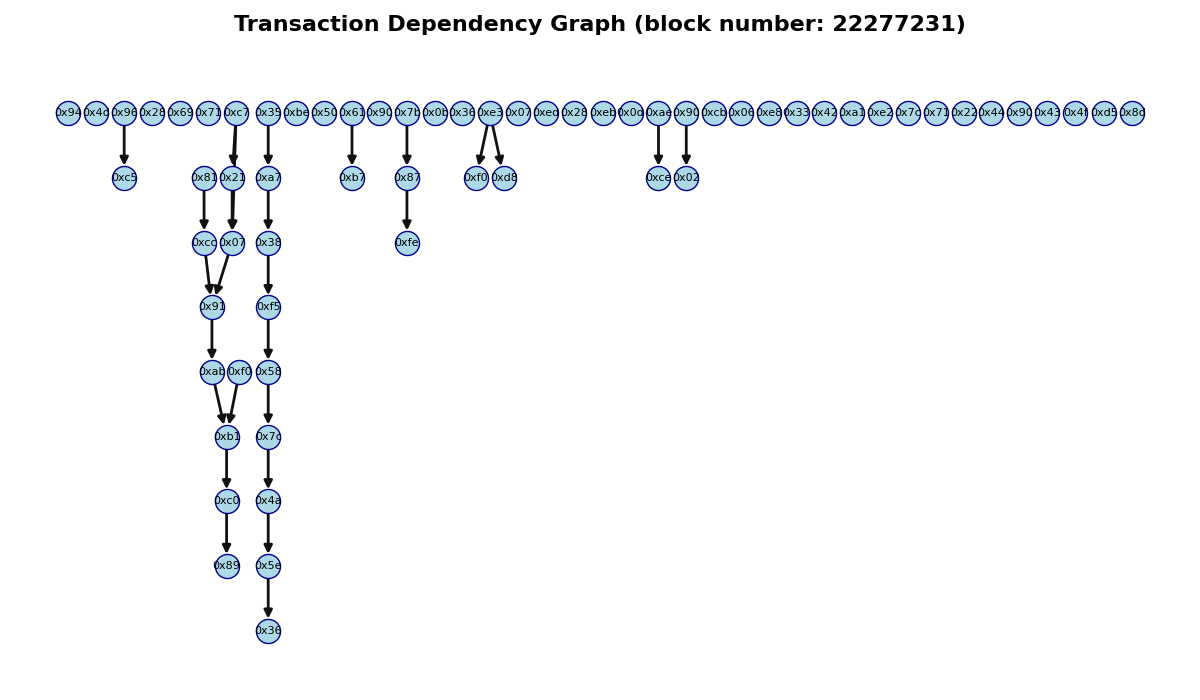 Transaction Dependency Graph (block number: 22277231)
0x94 0x4d 0x96 0x28 0x69 0x71 0xc7 0x35 0xbe 0x50 0x61 0x90 0x7b 0x0b 0x36 0xe3 0x07 0xed 0x28 0xeb 0x0d 0xae 0x90 0xcb 0x06 0xe8 0x33 0x42 0xa1 0xe2 0x7c 0x71 0x22 0x44 0x90 0x43 0x4f 0xd5 0x8d
0xc5 0x81 0x21 0xa7 0xb7 0x87 0xf0 0xd8 0xce 0x02
0xcc 0x07 0x38 0xfe
0x91 0xf5
0xab 0xf0 0x58
0xb1 0x7c
0xc0 0x4a
0x89 0x5e
0x36